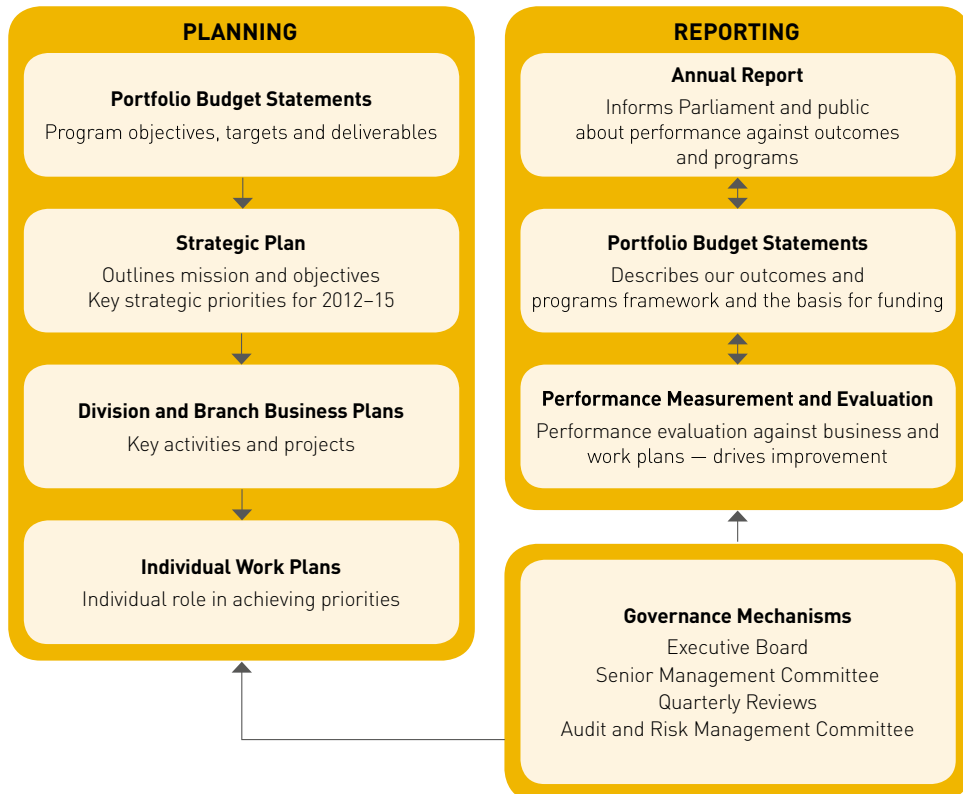 PLANNING
Portfolio Budget Statements
Program objectives, targets and deliverables
Strategic Plan
Outlines mission and objectives
Key strategic priorities for 2012–15
Division and Branch Business Plans
Key activities and projects
Individual Work Plans
Individual role in achieving priorities
REPORTING
Annual Report
Informs Parliament and public
about performance against outcomes
and programs
Portfolio Budget Statements
Describes our outcomes and
programs framework and the basis for funding
Performance Measurement and Evaluation
Performance evaluation against business and
work plans — drives improvement
Governance Mechanisms
Executive Board
Senior Management Committee
Quarterly Reviews
Audit and Risk Management Committee